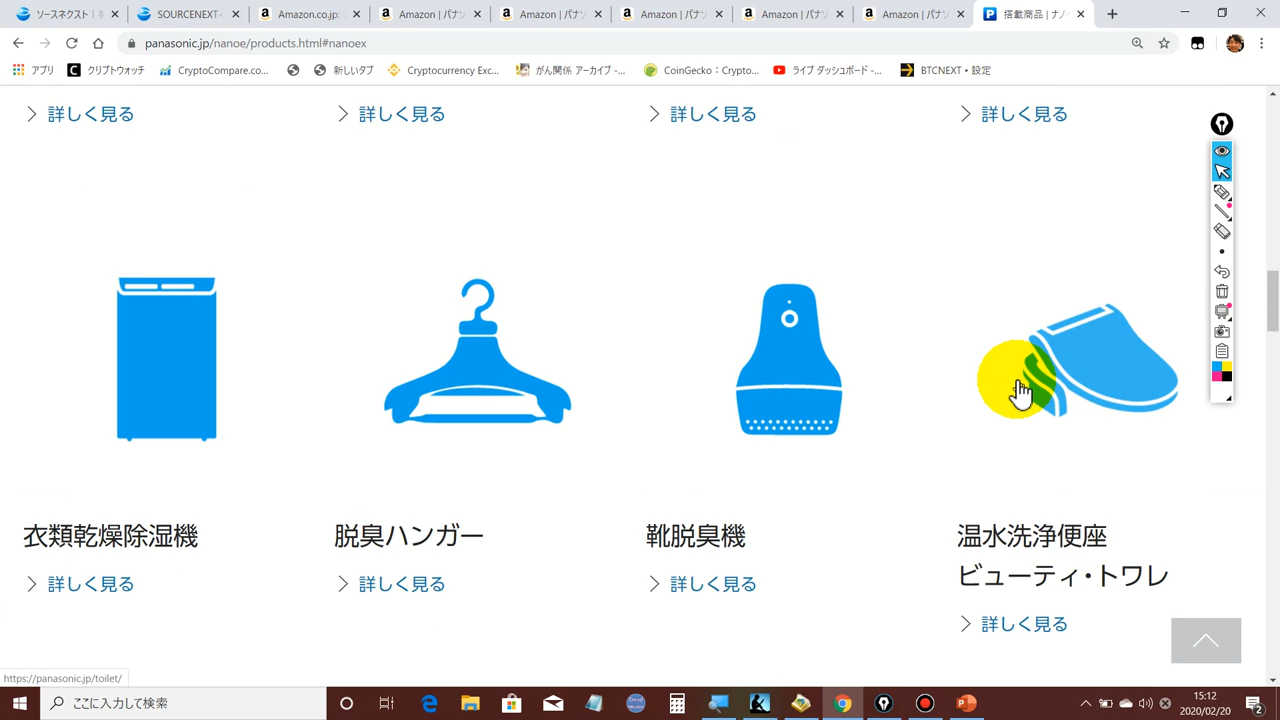 ソースネクスト | 製
SOURCENEXT<
Amazon.co.jp:
Amazon | パナソ
Amazon | パナソ
Amazon | パナソ
Amazon | パナソ
Amazon | パナソ
搭載商品 | ナノ
panasonic.jp/nanoe/products.html#nanoex
アプリ
クリプトウォッチ
CryptoCompare.co...
新しいタブ
Cryptocurrency Exc...
がん関係 アーカイブ -...
CoinGecko：Crypto...
ライブ ダッシュボード -...
BTCNEXT・設定
詳しく見る
詳しく見る
詳しく見る
詳しく見る
衣類乾燥除湿機
脱臭ハンガー
靴脱臭機
温水洗浄便座
ビューティ・トワレ
詳しく見る
詳しく見る
詳しく見る
詳しく見る
https://panasonic.jp/toilet/
ここに入力して検索
15:12
2020/02/20
2